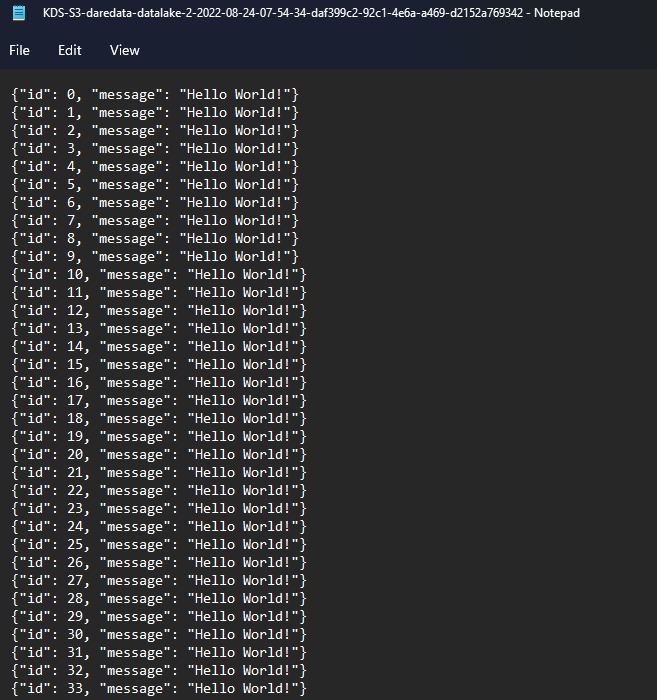 KDS-S3-daredata-datalake-2-2022-08-24-07-54-34-daf399c2-92c1-4e6a-a469-d2152a769342 - Notepad
File Edit View
{"id": 0, "message": "Hello World!"}
{"id": 1, "message": "Hello World!"}
{"id": 2, "message": "Hello World!"}
{"id": 3, "message": "Hello World!"}
{"id": 4, "message": "Hello World!"}
{"id": 5, "message": "Hello World!"}
{"id": 6, "message": "Hello World!"}
{"id": 7, "message": "Hello World!"}
{"id": 8, "message": "Hello World!"}
{"id": 9, "message": "Hello World!"}
{"id": 10, "message": "Hello World!"}
{"id": 11, "message": "Hello World!"}
{"id": 12, "message": "Hello World!"}
{"id": 13, "message": "Hello World!"}
{"id": 14, "message": "Hello World!"}
{"id": 15, "message": "Hello World!"}
{"id": 16, "message": "Hello World!"}
{"id": 17, "message": "Hello World!"}
{"id": 18, "message": "Hello World!"}
{"id": 19, "message": "Hello World!"}
{"id": 20, "message": "Hello World!"}
{"id": 21, "message": "Hello World!"}
{"id": 22, "message": "Hello World!"}
{"id": 23, "message": "Hello World!"}
{"id": 24, "message": "Hello World!"}
{"id": 25, "message": "Hello World!"}
{"id": 26, "message": "Hello World!"}
{"id": 27, "message": "Hello World!"}
{"id": 28, "message": "Hello World!"}
{"id": 29, "message": "Hello World!"}
{"id": 30, "message": "Hello World!"}
{"id": 31, "message": "Hello World!"}
{"id": 32, "message": "Hello World!"}
{"id": 33, "message": "Hello World!"}